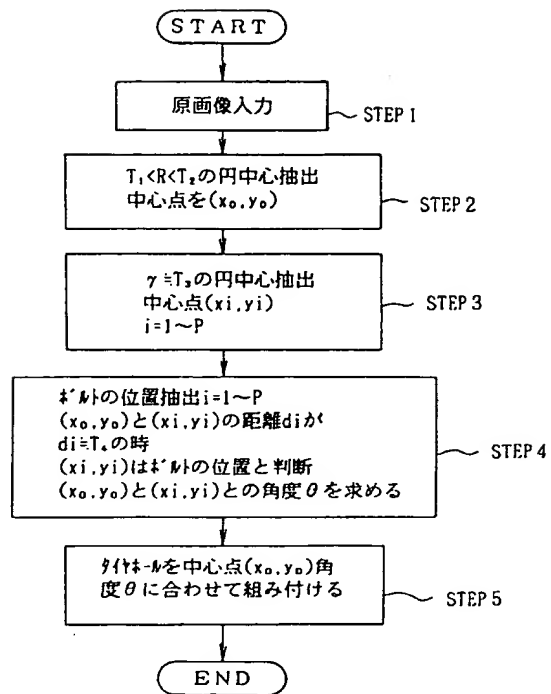 START
原画像入力
STEP 1
T₁<R<T₂の円中心抽出
中心点を(x₀,y₀)
STEP 2
γ≒T₃の円中心抽出
中心点(xi,yi)
i=1~P
STEP 3
ボルトの位置抽出i=1~P
(x₀,y₀)と(xi,yi)の距離diが
di≒T₄の時
(xi,yi)はボルトの位置と判断
(x₀,y₀)と(xi,yi)との角度θを求める
STEP 4
タイヤホールを中心点(x₀,y₀)角
度θに合わせて組み付ける
STEP 5
END